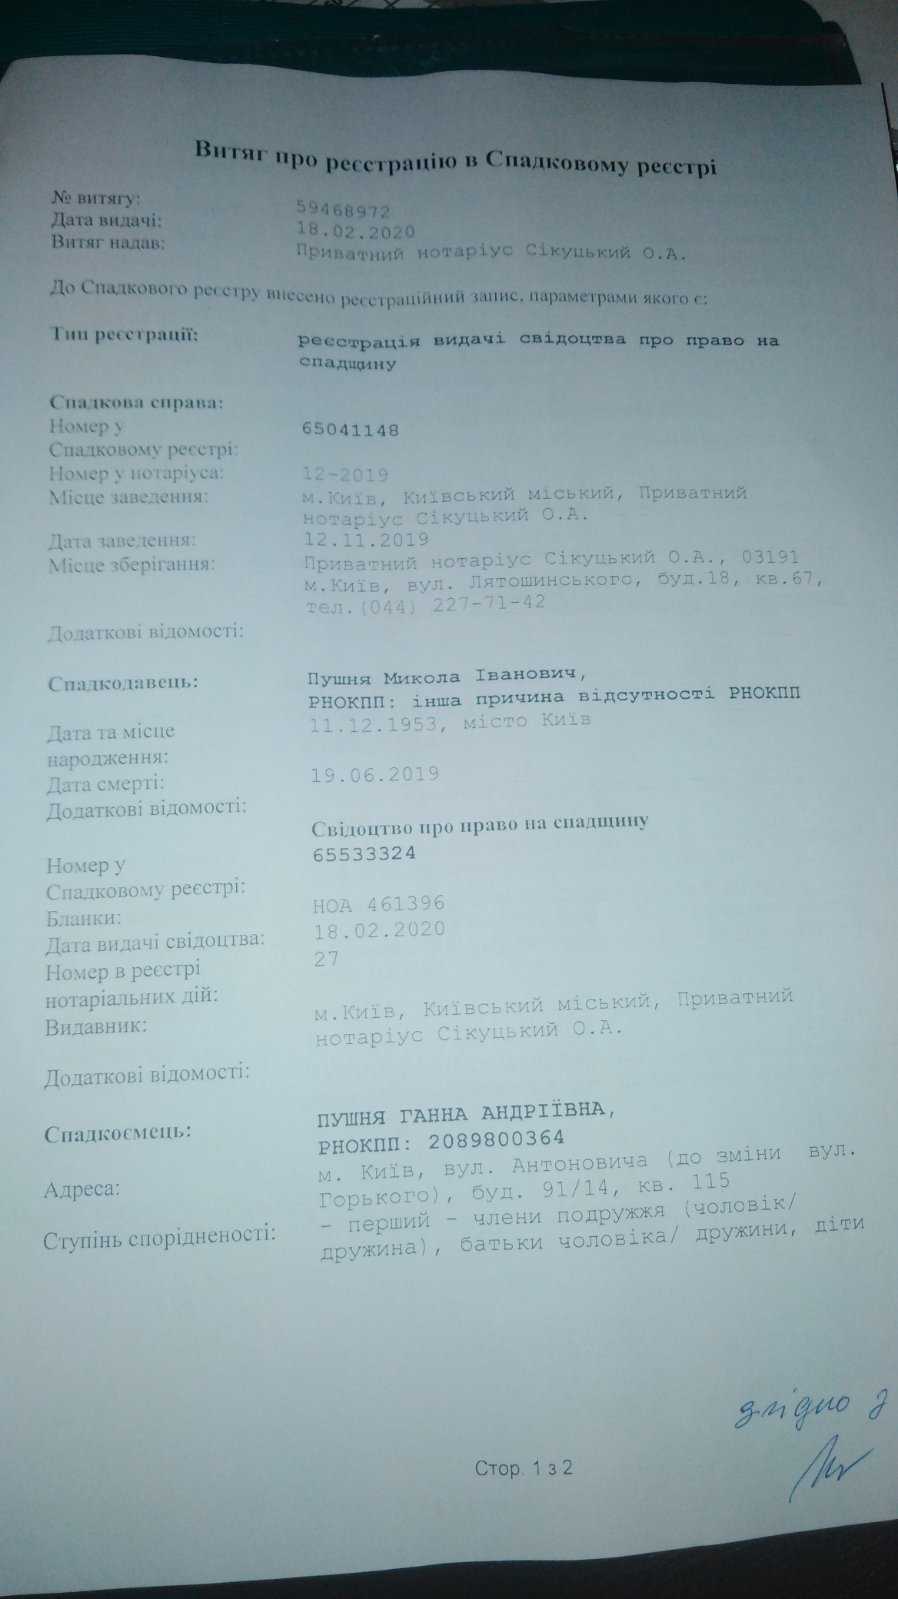 Витяг про реєстрацію в Спадковому реєстрі
№ витягу: 59468972
Дата видачі: 18.02.2020
Витяг надав: Приватний нотаріус Сікуцький О.А.
До Спадкового реєстру внесено реєстраційний запис, параметрами якого є:
Тип реєстрації: реєстрація видачі свідоцтва про право на
спадщину
Спадкова справа:
Номер у 65041148
Спадковому реєстрі:
Номер у нотаріуса: 12-2019
Місце заведення: м.Київ, Київський міський, Приватний
нотаріус Сікуцький О.А.
Дата заведення: 12.11.2019
Місце зберігання: Приватний нотаріус Сікуцький О.А., 03191
м.Київ, вул. Лятошинського, буд.18, кв.67,
тел.(044) 227-71-42
Додаткові відомості:
Спадкодавець: Пушня Микола Іванович,
РНОКПП: інша причина відсутності РНОКПП
Дата та місце 11.12.1953, місто Київ
народження:
Дата смерті: 19.06.2019
Додаткові відомості:
Свідоцтво про право на спадщину
Номер у 65533324
Спадковому реєстрі:
Бланки: НОА 461396
Дата видачі свідоцтва: 18.02.2020
Номер в реєстрі 27
нотаріальних дій:
Видавник: м.Київ, Київський міський, Приватний
нотаріус Сікуцький О.А.
Додаткові відомості:
Спадкоємець: ПУШНЯ ГАННА АНДРІЇВНА,
РНОКПП: 2089800364
Адреса: м. Київ, вул. Антоновича (до зміни вул.
Горького), буд. 91/14, кв. 115
Ступінь спорідненості: - перший - члени подружжя (чоловік/
дружина), батьки чоловіка/ дружини, діти
згідно з
Стор. 1 з 2